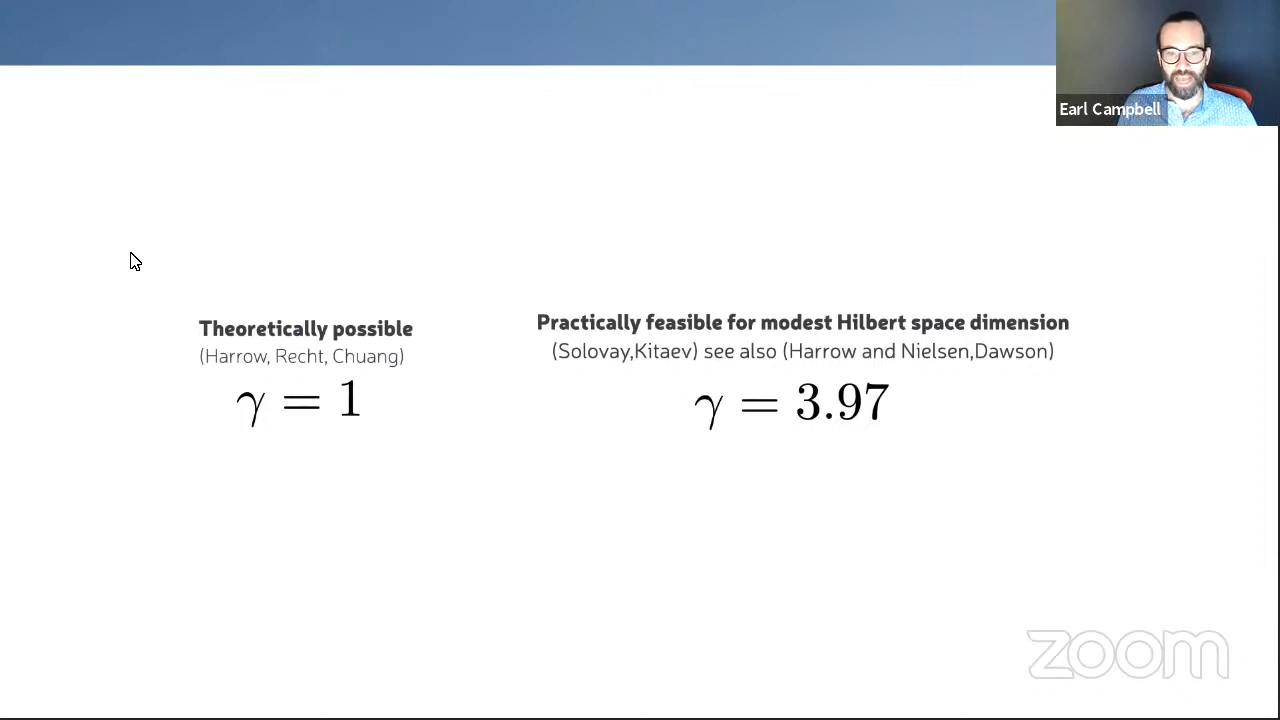 Earl Campbell
Theoretically possible
(Harrow, Recht, Chuang)
γ = 1
Practically feasible for modest Hilbert space dimension
(Solovay,Kitaev) see also (Harrow and Nielsen,Dawson)
γ = 3.97
zoom